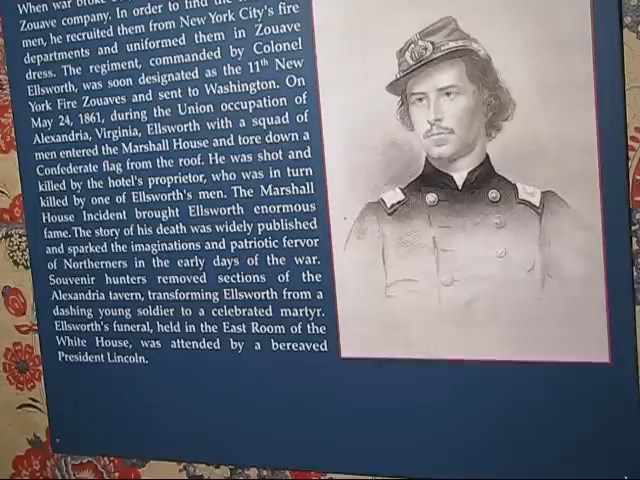 When war broke
Zouave company. In order to find the
men, he recruited them from New York City's fire
departments and uniformed them in Zouave
dress. The regiment, commanded by Colonel
Ellsworth, was soon designated as the 11th New
York Fire Zouaves and sent to Washington. On
May 24, 1861, during the Union occupation of
Alexandria, Virginia, Ellsworth with a squad of
men entered the Marshall House and tore down a
Confederate flag from the roof. He was shot and
killed by the hotel's proprietor, who was in turn
killed by one of Ellsworth's men. The Marshall
House Incident brought Ellsworth enormous
fame. The story of his death was widely published
and sparked the imaginations and patriotic fervor
of Northerners in the early days of the war.
Souvenir hunters removed sections of the
Alexandria tavern, transforming Ellsworth from a
dashing young soldier to a celebrated martyr.
Ellsworth's funeral, held in the East Room of the
White House, was attended by a bereaved
President Lincoln.